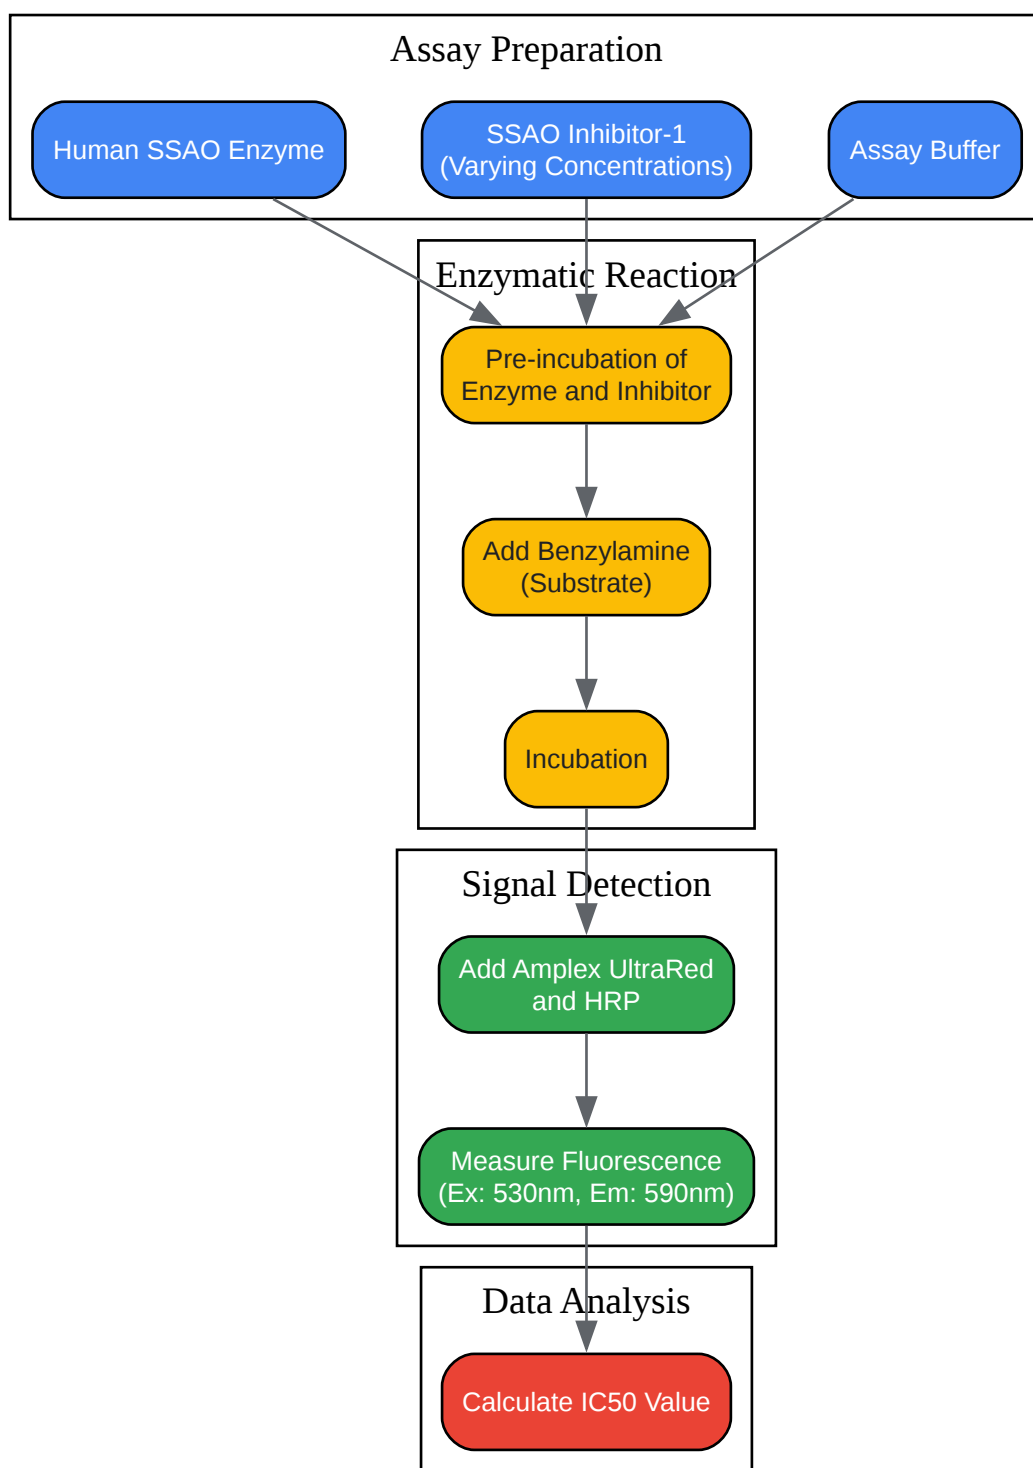 Assay Preparation
Human SSAO Enzyme
SSAO Inhibitor-1
(Varying Concentrations)
Assay Buffer
Enzymatic Reaction
Pre-incubation of
Enzyme and Inhibitor
Add Benzylamine
(Substrate)
Incubation
Signal Detection
Add Amplex UltraRed
and HRP
Measure Fluorescence
(Ex: 530nm, Em: 590nm)
Data Analysis
Calculate IC50 Value